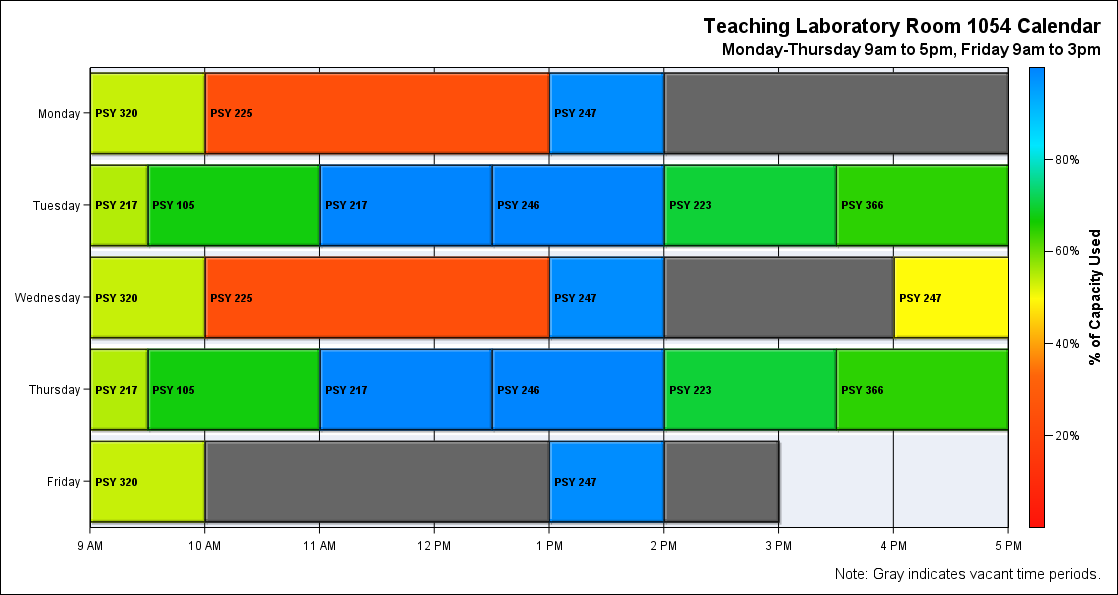 Teaching Laboratory Room 1054 Calendar
Monday-Thursday 9am to 5pm, Friday 9am to 3pm
Monday
PSY 320
PSY 225
PSY 247
Tuesday
PSY 217
PSY 105
PSY 217
PSY 246
PSY 223
PSY 366
Wednesday
PSY 320
PSY 225
PSY 247
PSY 247
Thursday
PSY 217
PSY 105
PSY 217
PSY 246
PSY 223
PSY 366
Friday
PSY 320
PSY 247
9 AM
10 AM
11 AM
12 PM
1 PM
2 PM
3 PM
4 PM
5 PM
80%
60%
40%
20%
% of Capacity Used
Note: Gray indicates vacant time periods.